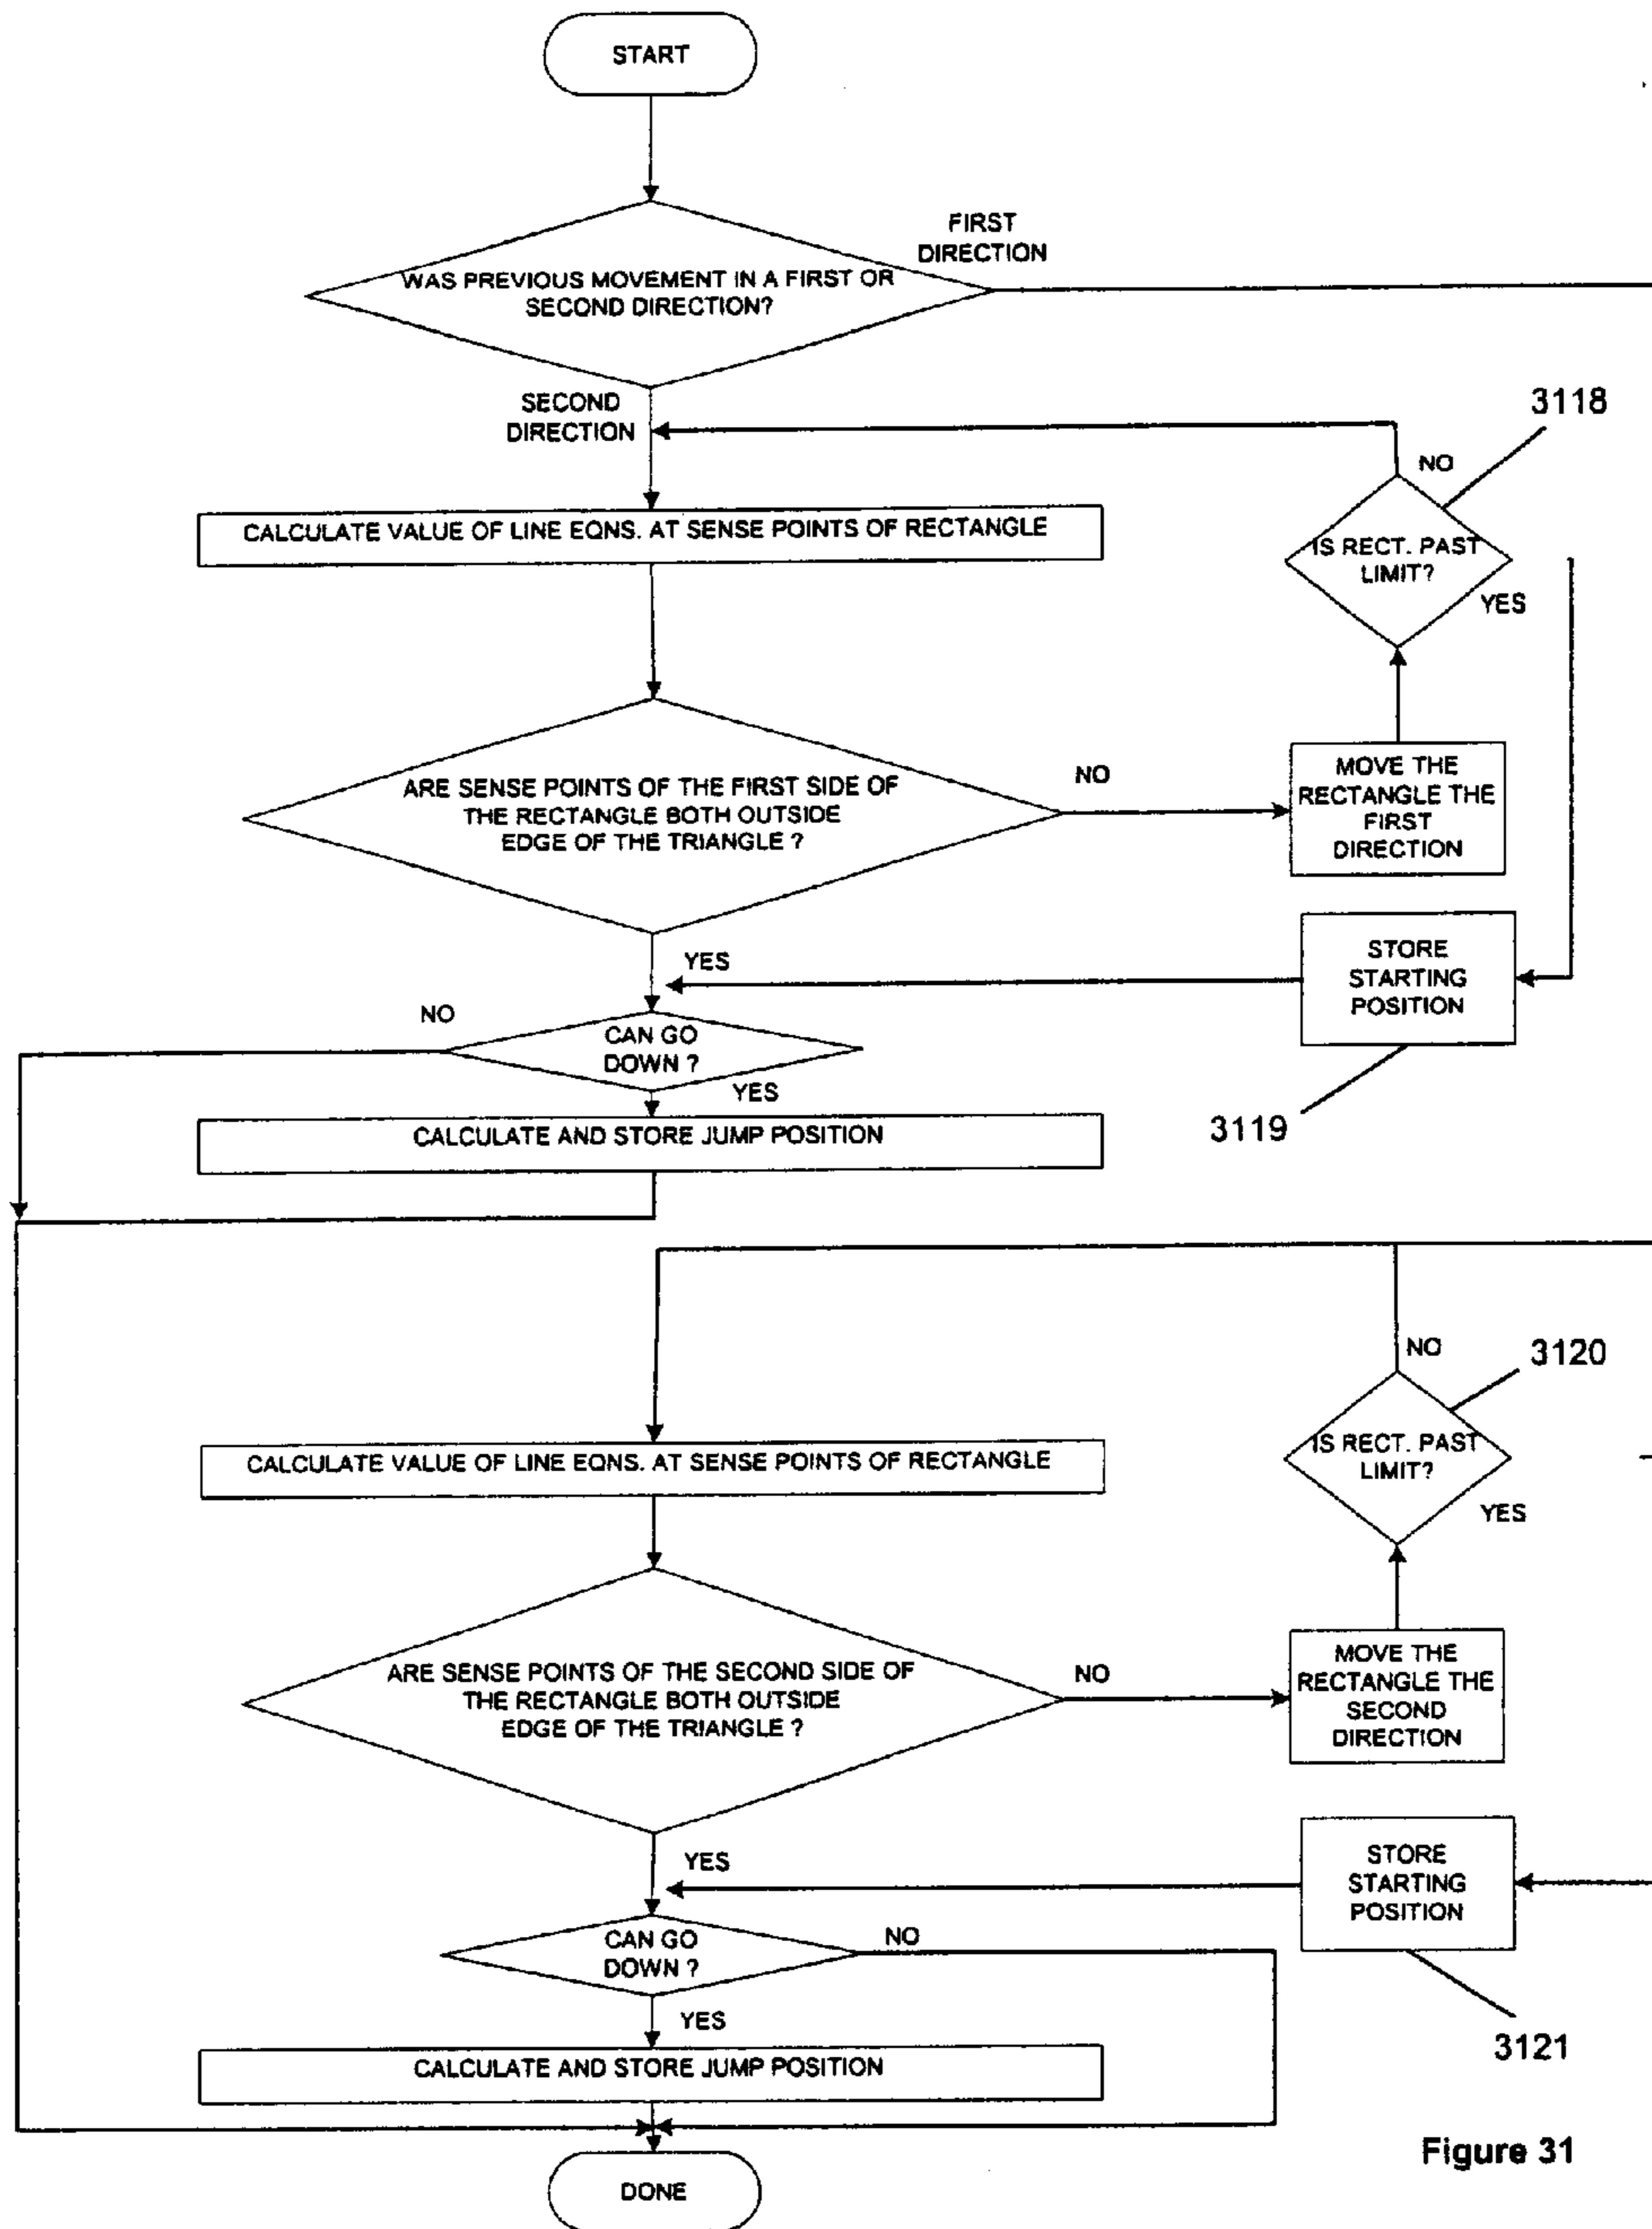 START
FIRST
DIRECTION
WAS PREVIOUS MOVEMENT IN A FIRST OR
SECOND DIRECTION?
SECOND
DIRECTION
3118
NO
IS RECT. PAST
LIMIT?
YES
CALCULATE VALUE OF LINE EQNS. AT SENSE POINTS OF RECTANGLE
ARE SENSE POINTS OF THE FIRST SIDE OF
THE RECTANGLE BOTH OUTSIDE
EDGE OF THE TRIANGLE ?
NO
MOVE THE
RECTANGLE THE
FIRST
DIRECTION
YES
STORE
STARTING
POSITION
3119
NO
CAN GO
DOWN ?
YES
CALCULATE AND STORE JUMP POSITION
NO
3120
IS RECT. PAST
LIMIT?
YES
CALCULATE VALUE OF LINE EQNS. AT SENSE POINTS OF RECTANGLE
ARE SENSE POINTS OF THE SECOND SIDE OF
THE RECTANGLE BOTH OUTSIDE
EDGE OF THE TRIANGLE ?
NO
MOVE THE
RECTANGLE THE
SECOND
DIRECTION
YES
STORE
STARTING
POSITION
3121
CAN GO
DOWN ?
NO
YES
CALCULATE AND STORE JUMP POSITION
DONE
Figure 31